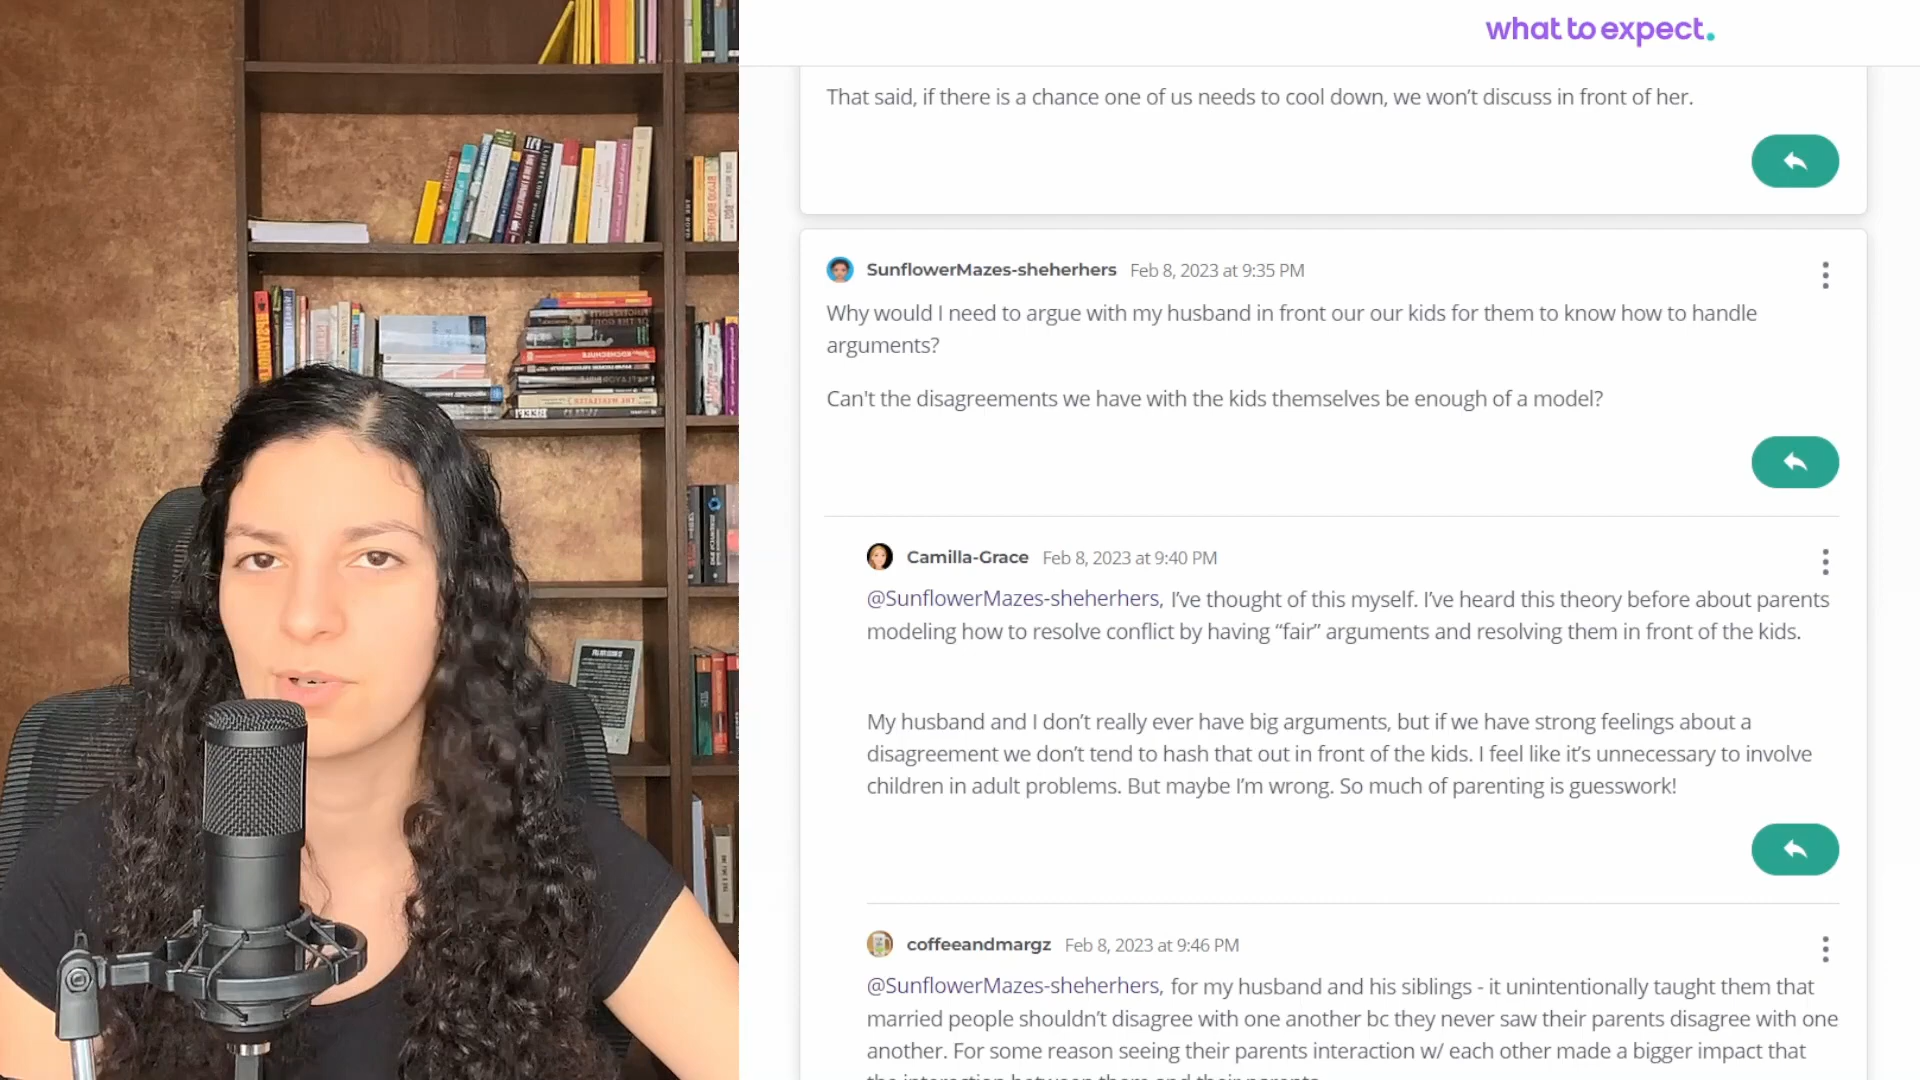 what to expect.
That said, if there is a chance one of us needs to cool down, we won’t discuss in front of her.
SunflowerMazes-sheherhers Feb 8, 2023 at 9:35 PM
Why would I need to argue with my husband in front our our kids for them to know how to handle
arguments?
Can't the disagreements we have with the kids themselves be enough of a model?
Camilla-Grace Feb 8, 2023 at 9:40 PM
@SunflowerMazes-sheherhers, I’ve thought of this myself. I’ve heard this theory before about parents
modeling how to resolve conflict by having “fair” arguments and resolving them in front of the kids.
My husband and I don’t really ever have big arguments, but if we have strong feelings about a
disagreement we don’t tend to hash that out in front of the kids. I feel like it’s unnecessary to involve
children in adult problems. But maybe I’m wrong. So much of parenting is guesswork!
coffeeandmargz Feb 8, 2023 at 9:46 PM
@SunflowerMazes-sheherhers, for my husband and his siblings - it unintentionally taught them that
married people shouldn’t disagree with one another bc they never saw their parents disagree with one
another. For some reason seeing their parents interaction w/ each other made a bigger impact that
the interaction between them and their parents